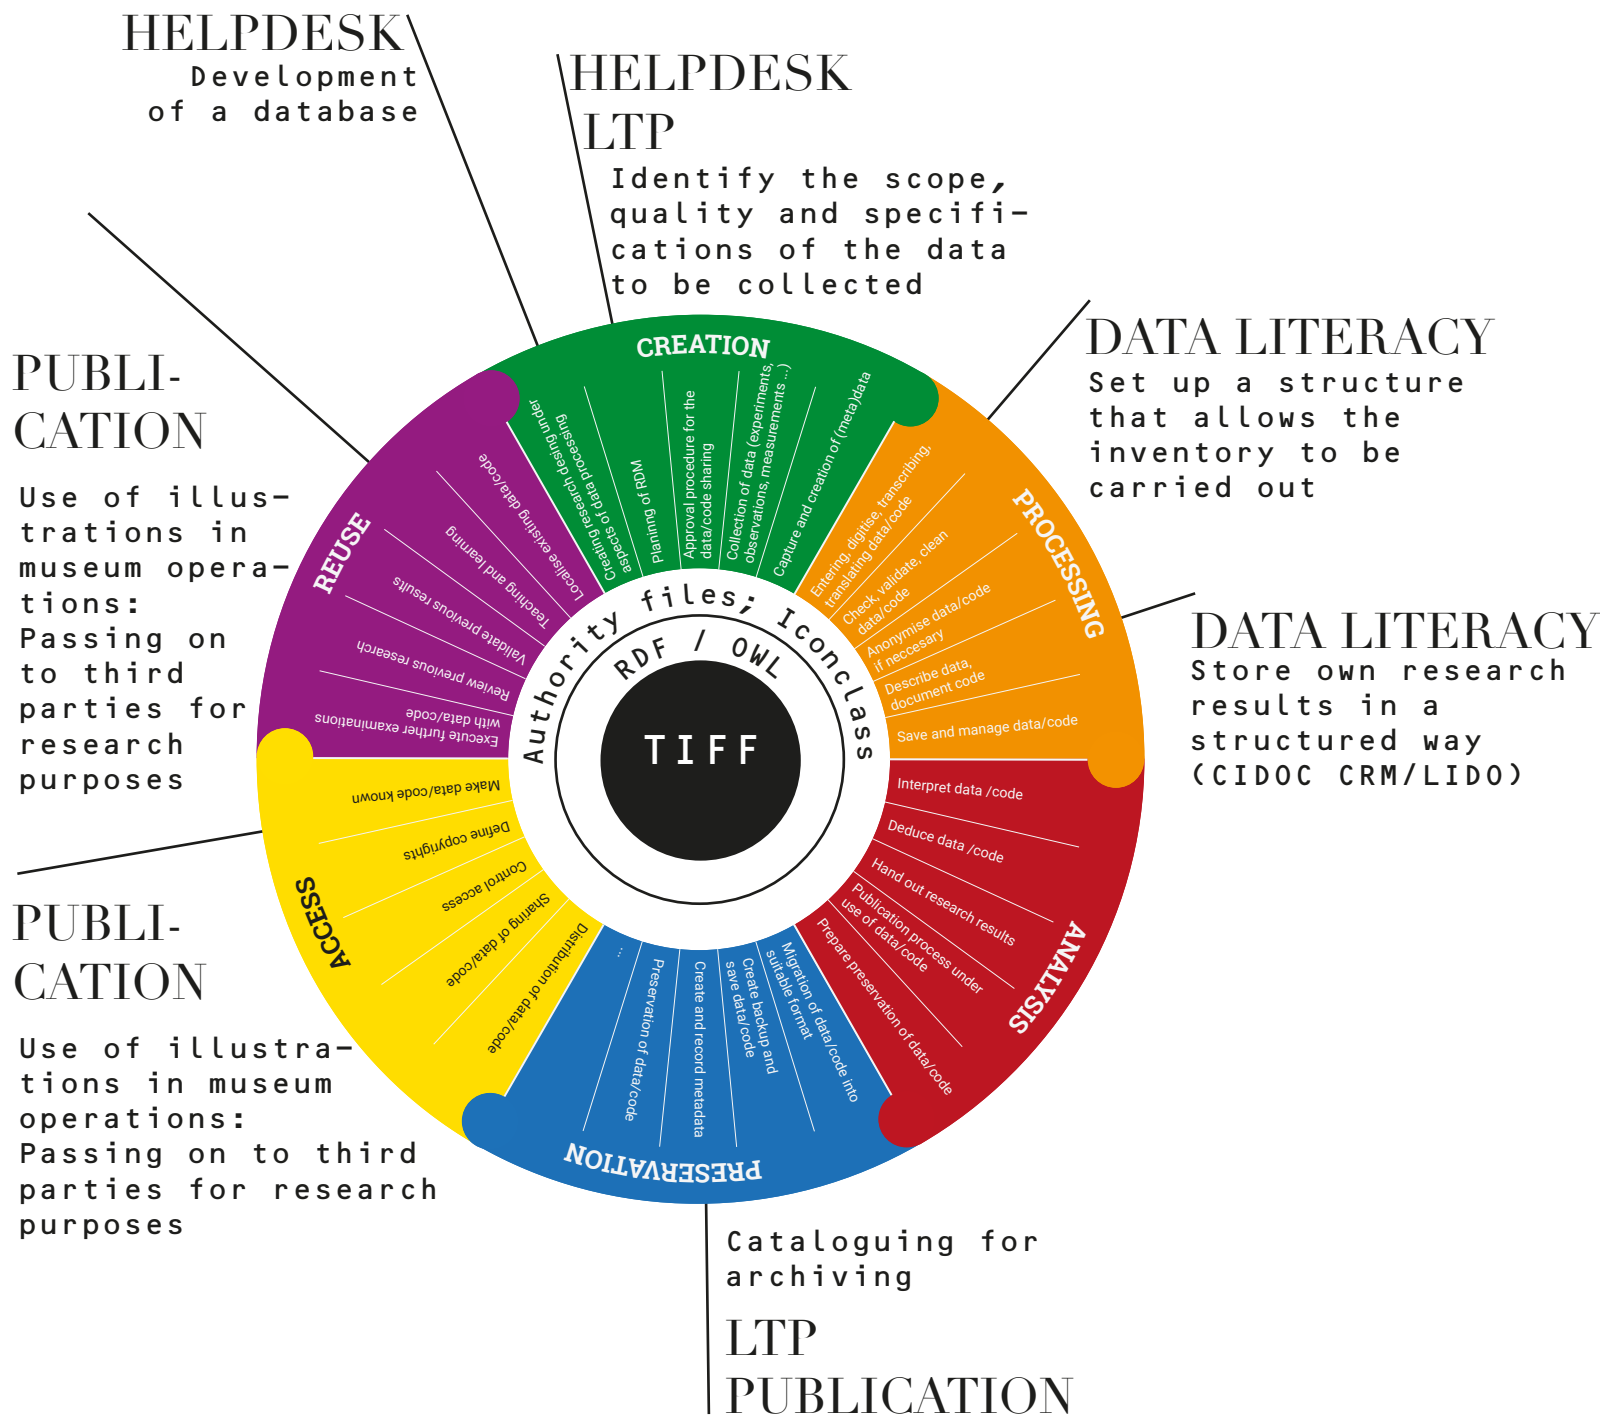 HELPDESK
Development
of a database
HELPDESK
LTP
Identify the scope,
quality and specifi-
cations of the data
to be collected
DATA LITERACY
Set up a structure
that allows the
inventory to be
carried out
DATA LITERACY
Store own research
results in a
structured way
(CIDOC CRM/LIDO)
PUBLI-
CATION
Use of illus-
trations in
museum opera-
tions:
Passing on
to third
parties for
research
purposes
PUBLI-
CATION
Use of illustra-
tions in museum
operations:
Passing on to third
parties for research
purposes
Cataloguing for
archiving
LTP
PUBLICATION
CREATION
Creating research desing under
aspects of data processing
Planning of RDM
Approval procedure for the
data/code sharing
Collection of data (experiments,
observations, measurements ...)
Capture and creation of (meta)data
PROCESSING
Entering, digitise, transcribing,
translating data/code
Check, validate, clean
data/code
Anonymise data/code
if neccessary
Describe data,
document code
Save and manage data/code
ANALYSIS
Interpret data /code
Deduce data /code
Hand out research results
Publication process under
use of data/code
Prepare preservation of data/code
PRESERVATION
Migration of data/code into
suitable format
Create backup and
save data/code
Create and record metadata
Preservation of data/code
...
ACCESS
Distribution of data/code
Sharing of data/code
Control access
Define copyrights
Make data/code known
REUSE
Execute further examinations
with data/code
Review previous research
Validate previous results
Teaching and learning
Localise existing data/code
Authority files; Iconclass
RDF / OWL
TIFF